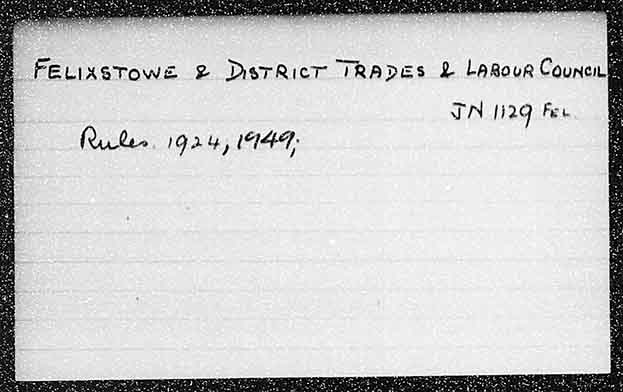 FELIXSTOWE & DISTRICT TRADES & LABOUR COUNCIL
JN 1129 FEL.
Rules. 1924, 1949;